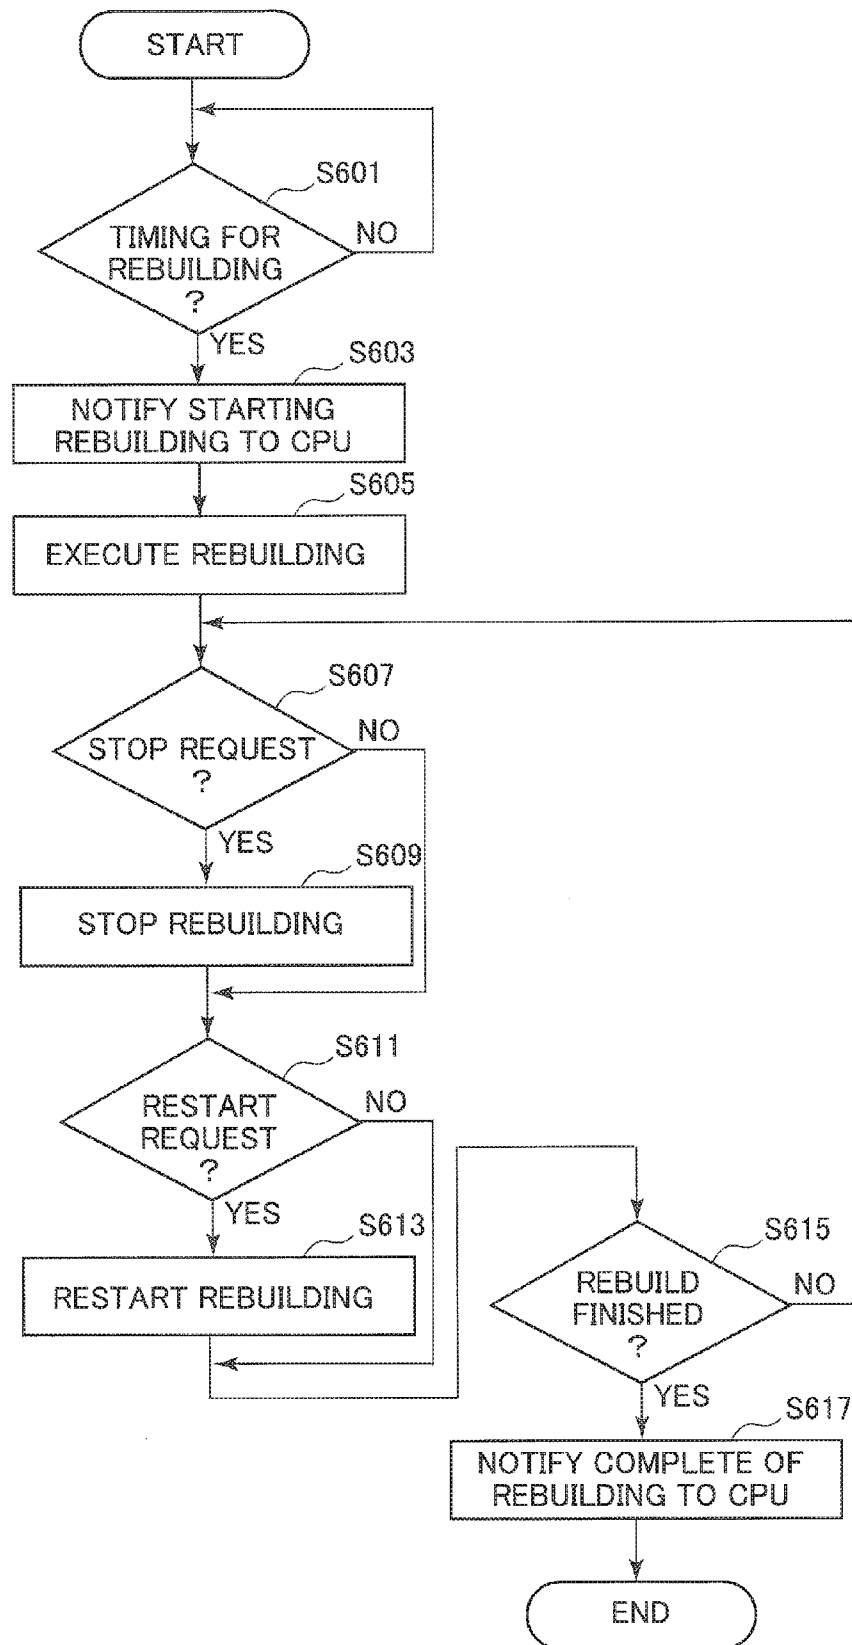 START
S601
TIMING FOR
REBUILDING
?
NO
YES
S603
NOTIFY STARTING
REBUILDING TO CPU
S605
EXECUTE REBUILDING
S607
STOP REQUEST
?
NO
YES
S609
STOP REBUILDING
S611
RESTART
REQUEST
?
NO
YES
S613
RESTART REBUILDING
S615
REBUILD
FINISHED
?
NO
YES
S617
NOTIFY COMPLETE OF
REBUILDING TO CPU
END